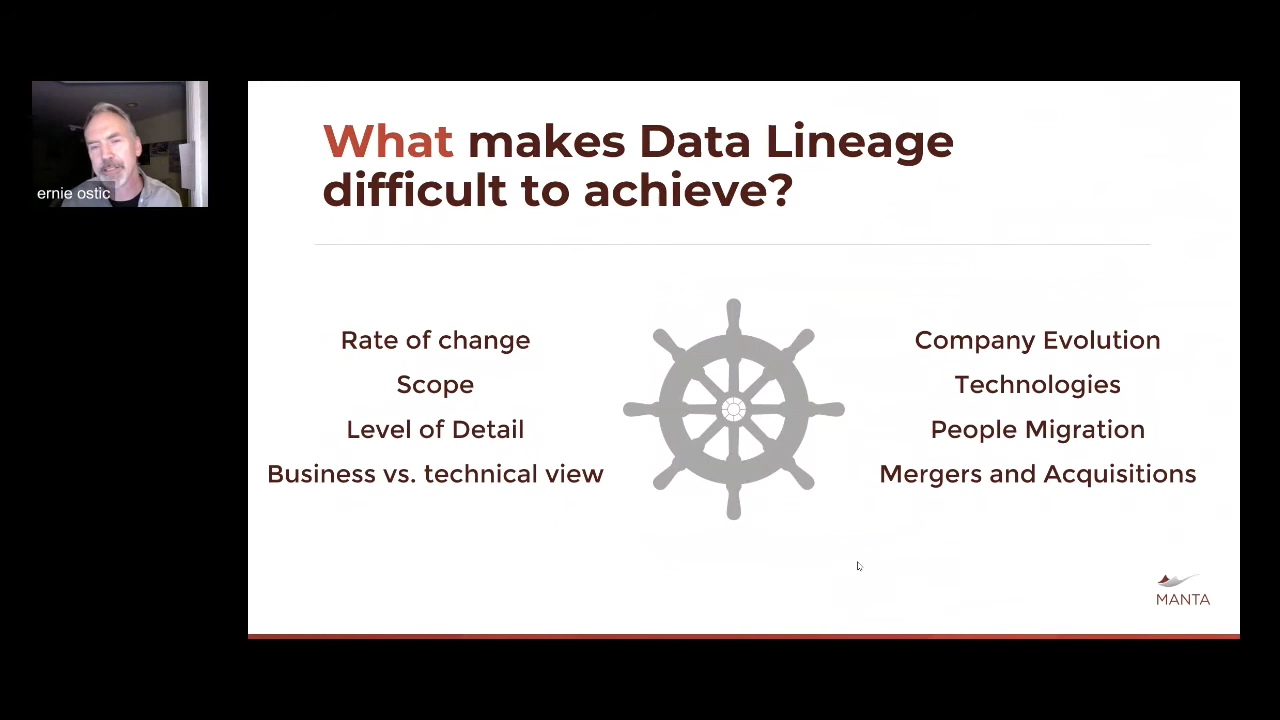 ernie ostic
What makes Data Lineage
difficult to achieve?
Rate of change
Scope
Level of Detail
Business vs. technical view
Company Evolution
Technologies
People Migration
Mergers and Acquisitions
MANTA